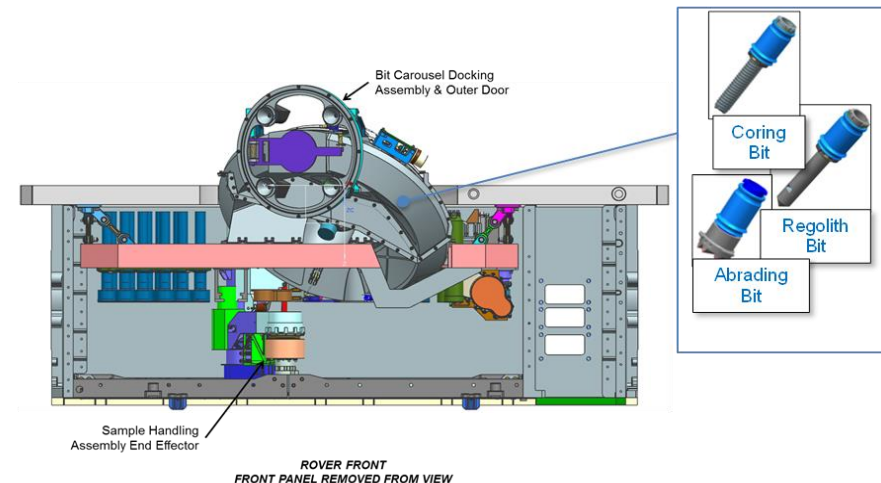 Bit Carousel Docking
Assembly & Outer Door
Coring
Bit
Regolith
Bit
Abrading
Bit
Sample Handling
Assembly End Effector
ROVER FRONT
FRONT PANEL REMOVED FROM VIEW